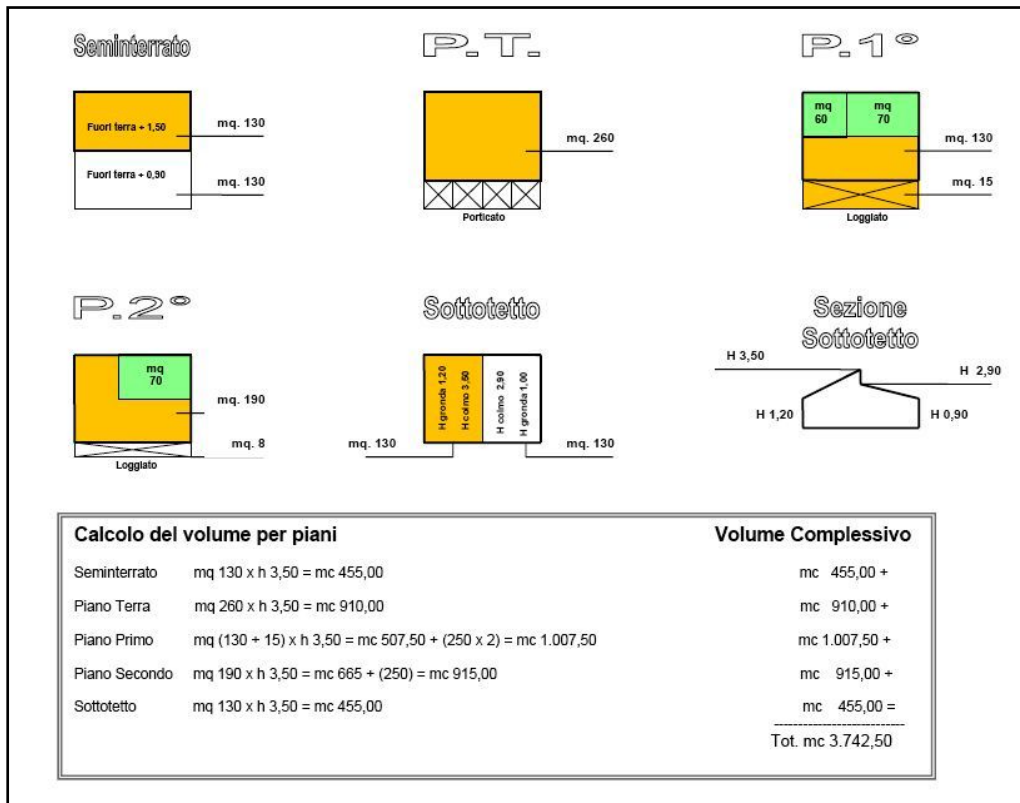 Seminterrato
Fuori terra + 1,50
mq. 130
Fuori terra + 0,90
mq. 130
P.T.
mq. 260
Porticato
P.1°
mq
60
mq
70
mq. 130
mq. 15
Loggiato
P.2°
mq
70
mq. 190
mq. 8
Loggiato
Sottotetto
H gronda 1,20
H colmo 3,50
H colmo 2,90
H gronda 1,00
mq. 130
mq. 130
Sezione
Sottotetto
H 3,50
H 2,90
H 1,20
H 0,90
Calcolo del volume per piani Volume Complessivo
Seminterrato mq 130 x h 3,50 = mc 455,00 mc 455,00 +
Piano Terra mq 260 x h 3,50 = mc 910,00 mc 910,00 +
Piano Primo mq (130 + 15) x h 3,50 = mc 507,50 + (250 x 2) = mc 1.007,50 mc 1.007,50 +
Piano Secondo mq 190 x h 3,50 = mc 665 + (250) = mc 915,00 mc 915,00 +
Sottotetto mq 130 x h 3,50 = mc 455,00 mc 455,00 =
Tot. mc 3.742,50